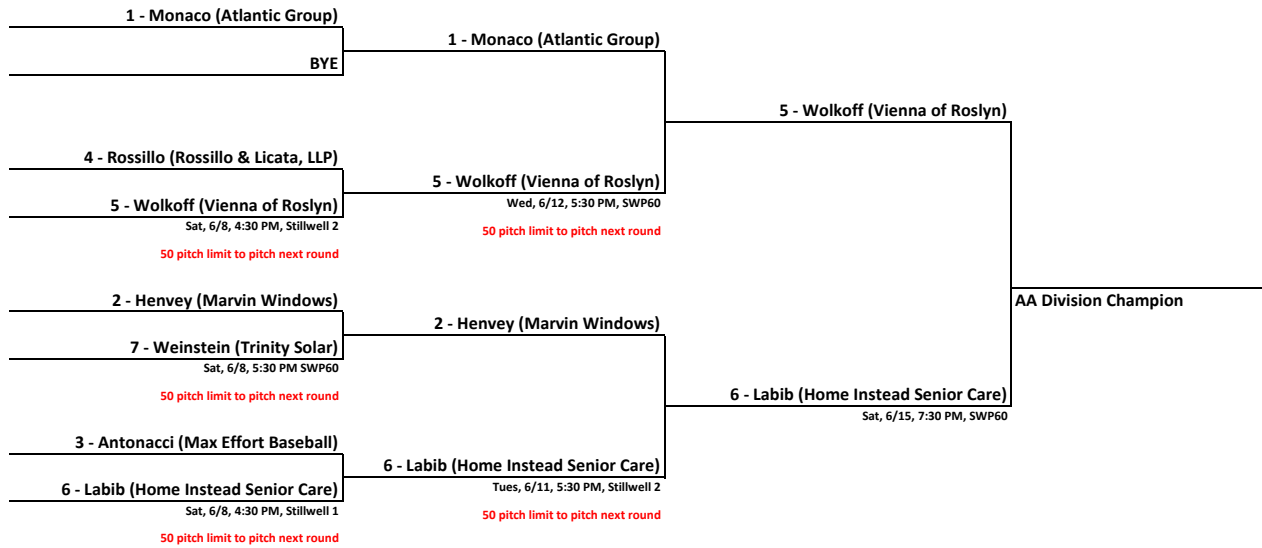 1 - Monaco (Atlantic Group)
BYE
4 - Rossillo (Rossillo & Licata, LLP)
5 - Wolkoff (Vienna of Roslyn)
Sat, 6/8, 4:30 PM, Stillwell 2
50 pitch limit to pitch next round
2 - Henvey (Marvin Windows)
7 - Weinstein (Trinity Solar)
Sat, 6/8, 5:30 PM SWP60
50 pitch limit to pitch next round
3 - Antonacci (Max Effort Baseball)
6 - Labib (Home Instead Senior Care)
Sat, 6/8, 4:30 PM, Stillwell 1
50 pitch limit to pitch next round
1 - Monaco (Atlantic Group)
5 - Wolkoff (Vienna of Roslyn)
Wed, 6/12, 5:30 PM, SWP60
50 pitch limit to pitch next round
2 - Henvey (Marvin Windows)
6 - Labib (Home Instead Senior Care)
Tues, 6/11, 5:30 PM, Stillwell 2
50 pitch limit to pitch next round
5 - Wolkoff (Vienna of Roslyn)
6 - Labib (Home Instead Senior Care)
Sat, 6/15, 7:30 PM, SWP60
AA Division Champion